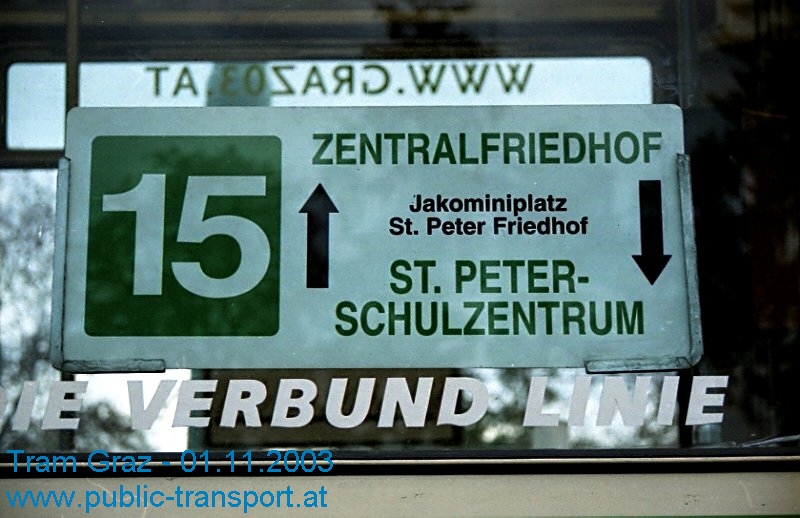 WWW.GRAZ03.AT
15
ZENTRALFRIEDHOF
Jakominiplatz
St. Peter Friedhof
ST. PETER-
SCHULZENTRUM
DIE VERBUND LINIE
Tram Graz - 01.11.2003
www.public-transport.at